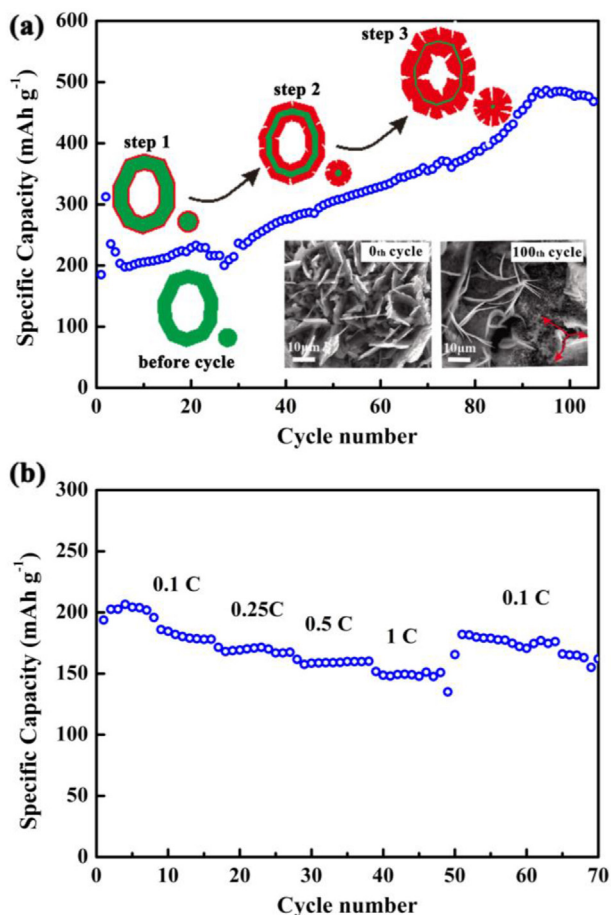 (a)
Specific Capacity (mAh g⁻¹)
600
500
400
300
200
100
0
step 1
step 2
step 3
before cycle
0th cycle
10μm
100th cycle
10μm
0 20 40 60 80 100
Cycle number
(b)
Specific Capacity (mAh g⁻¹)
300
250
200
150
100
50
0
0.1 C
0.25C
0.5 C
1 C
0.1 C
0 10 20 30 40 50 60 70
Cycle number